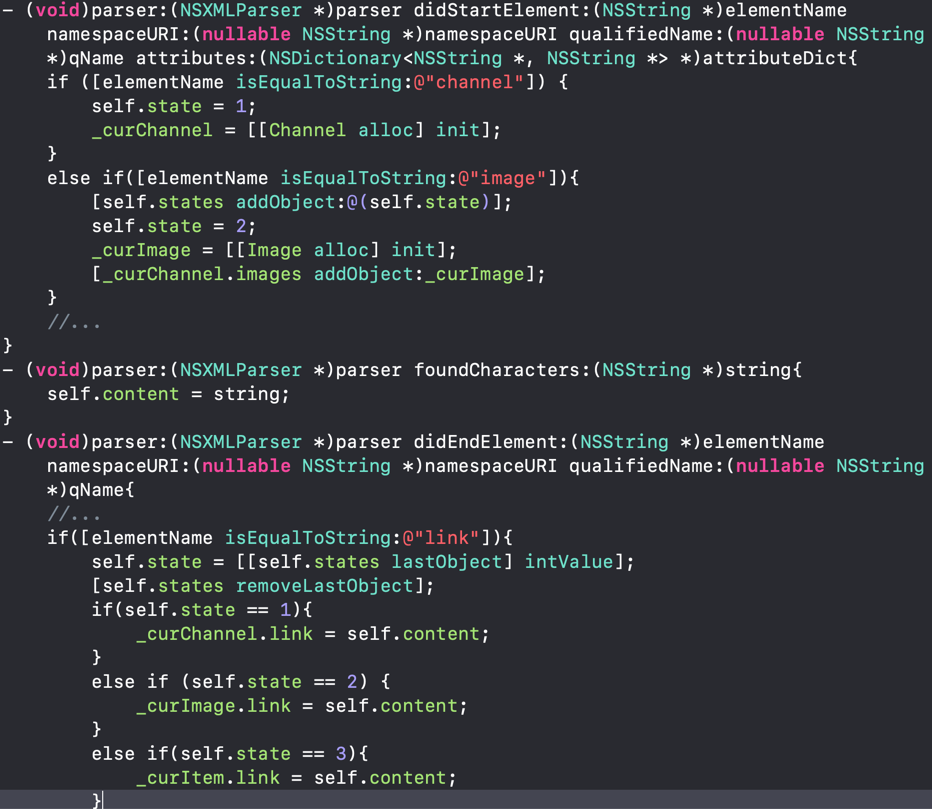 - (void)parser:(NSXMLParser *)parser didStartElement:(NSString *)elementName
namespaceURI:(nullable NSString *)namespaceURI qualifiedName:(nullable NSString
*)qName attributes:(NSDictionary<NSString *, NSString *> *)attributeDict{
if ([elementName isEqualToString:@"channel"]) {
self.state = 1;
_curChannel = [[Channel alloc] init];
}
else if([elementName isEqualToString:@"image"]){
[self.states addObject:@(self.state)];
self.state = 2;
_curImage = [[Image alloc] init];
[_curChannel.images addObject:_curImage];
}
//...
}
- (void)parser:(NSXMLParser *)parser foundCharacters:(NSString *)string{
self.content = string;
}
- (void)parser:(NSXMLParser *)parser didEndElement:(NSString *)elementName
namespaceURI:(nullable NSString *)namespaceURI qualifiedName:(nullable NSString
*)qName{
//...
if([elementName isEqualToString:@"link"]){
self.state = [[self.states lastObject] intValue];
[self.states removeLastObject];
if(self.state == 1){
_curChannel.link = self.content;
}
else if (self.state == 2) {
_curImage.link = self.content;
}
else if(self.state == 3){
_curItem.link = self.content;
}